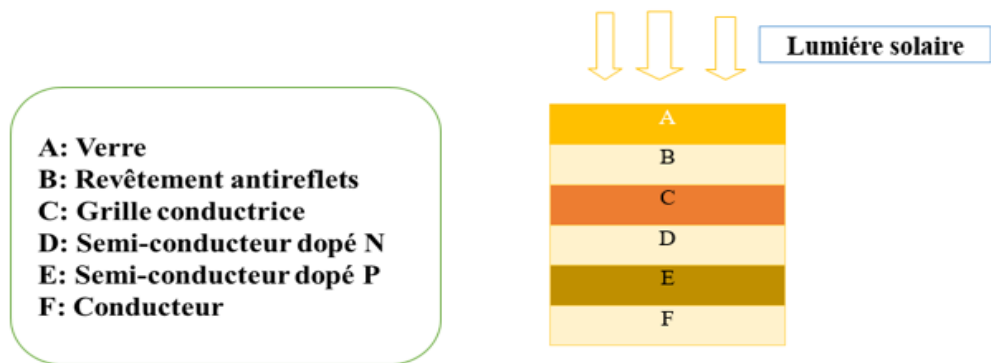 Lumiére solaire
A: Verre
B: Revêtement antireflets
C: Grille conductrice
D: Semi-conducteur dopé N
E: Semi-conducteur dopé P
F: Conducteur
A
B
C
D
E
F